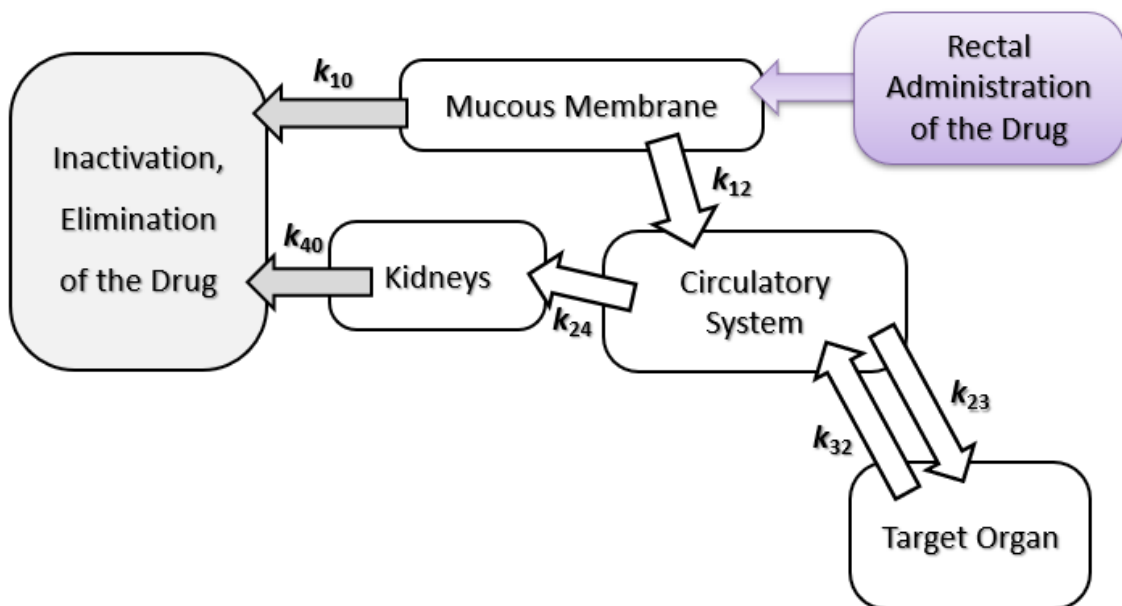 Rectal
Administration
of the Drug
Mucous Membrane
k10
k12
Inactivation,
Elimination
of the Drug
k40
Kidneys
k24
Circulatory
System
k23
k32
Target Organ